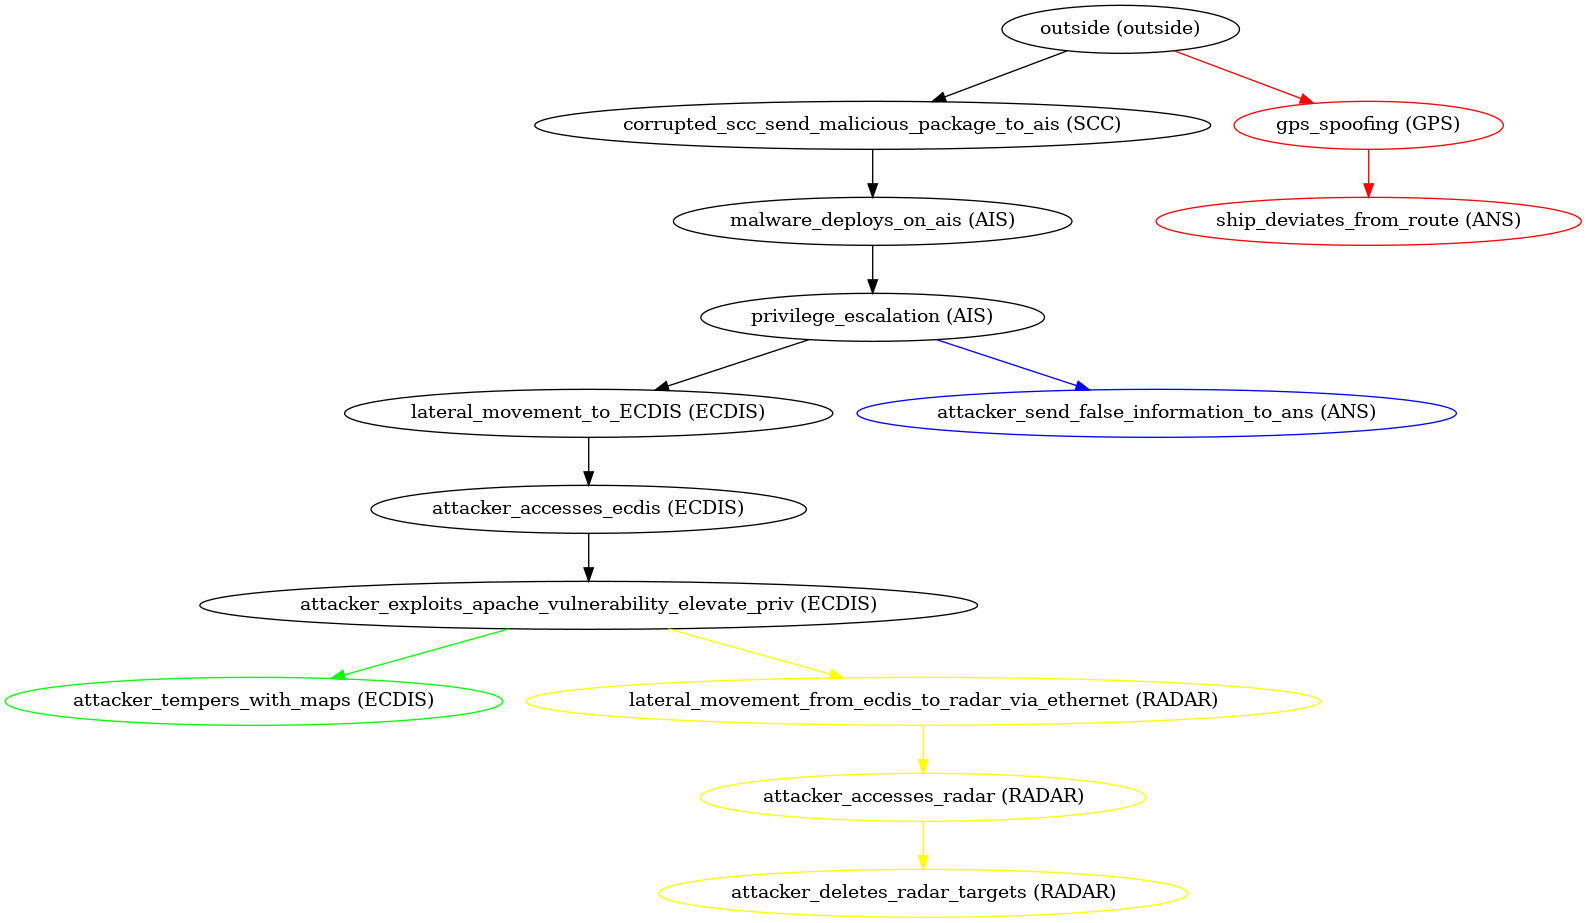 outside (outside)
corrupted_scc_send_malicious_package_to_ais (SCC)
gps_spoofing (GPS)
malware_deploys_on_ais (AIS)
ship_deviates_from_route (ANS)
privilege_escalation (AIS)
lateral_movement_to_ECDIS (ECDIS)
attacker_send_false_information_to_ans (ANS)
attacker_accesses_ecdis (ECDIS)
attacker_exploits_apache_vulnerability_elevate_priv (ECDIS)
attacker_tempers_with_maps (ECDIS)
lateral_movement_from_ecdis_to_radar_via_ethernet (RADAR)
attacker_accesses_radar (RADAR)
attacker_deletes_radar_targets (RADAR)